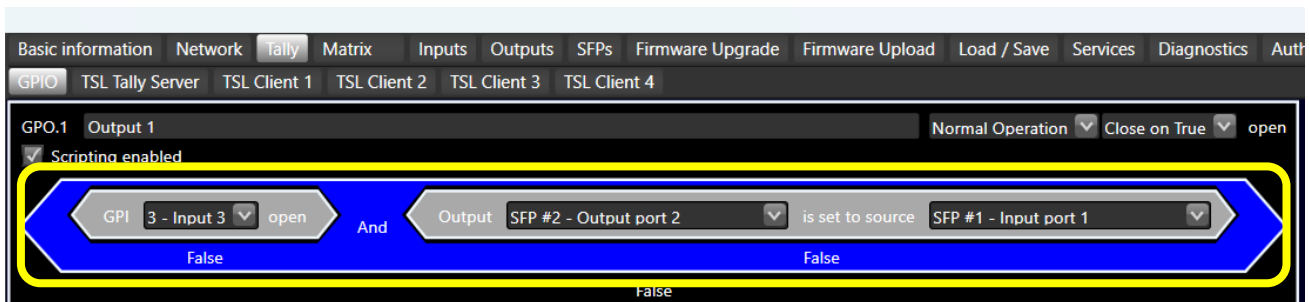 Basic information Network Tally Matrix Inputs Outputs SFPs Firmware Upgrade Firmware Upload Load / Save Services Diagnostics Auth
GPIO TSL Tally Server TSL Client 1 TSL Client 2 TSL Client 3 TSL Client 4
GPO.1 Output 1 Normal Operation Close on True open
Scripting enabled
GPI 3 - Input 3 open And Output SFP #2 - Output port 2 is set to source SFP #1 - Input port 1
False False
False